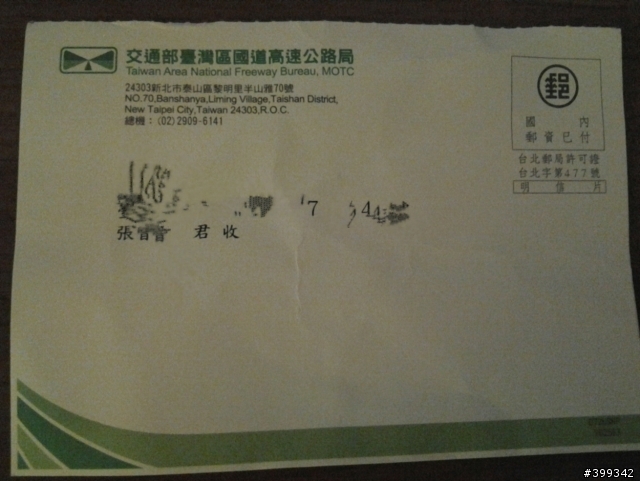 交通部臺灣區國道高速公路局
Taiwan Area National Freeway Bureau, MOTC
24303新北市泰山區黎明里半山雅70號
NO,70,Banshanya,Liming Village,Taishan District,
New Taipei City,Taiwan 24303,R.O.C.
總機：(02) 2909-6141
郵
國內
郵資已付
台北郵局許可證
台北字第477號
明信片
7 44
張 君 收
#399342